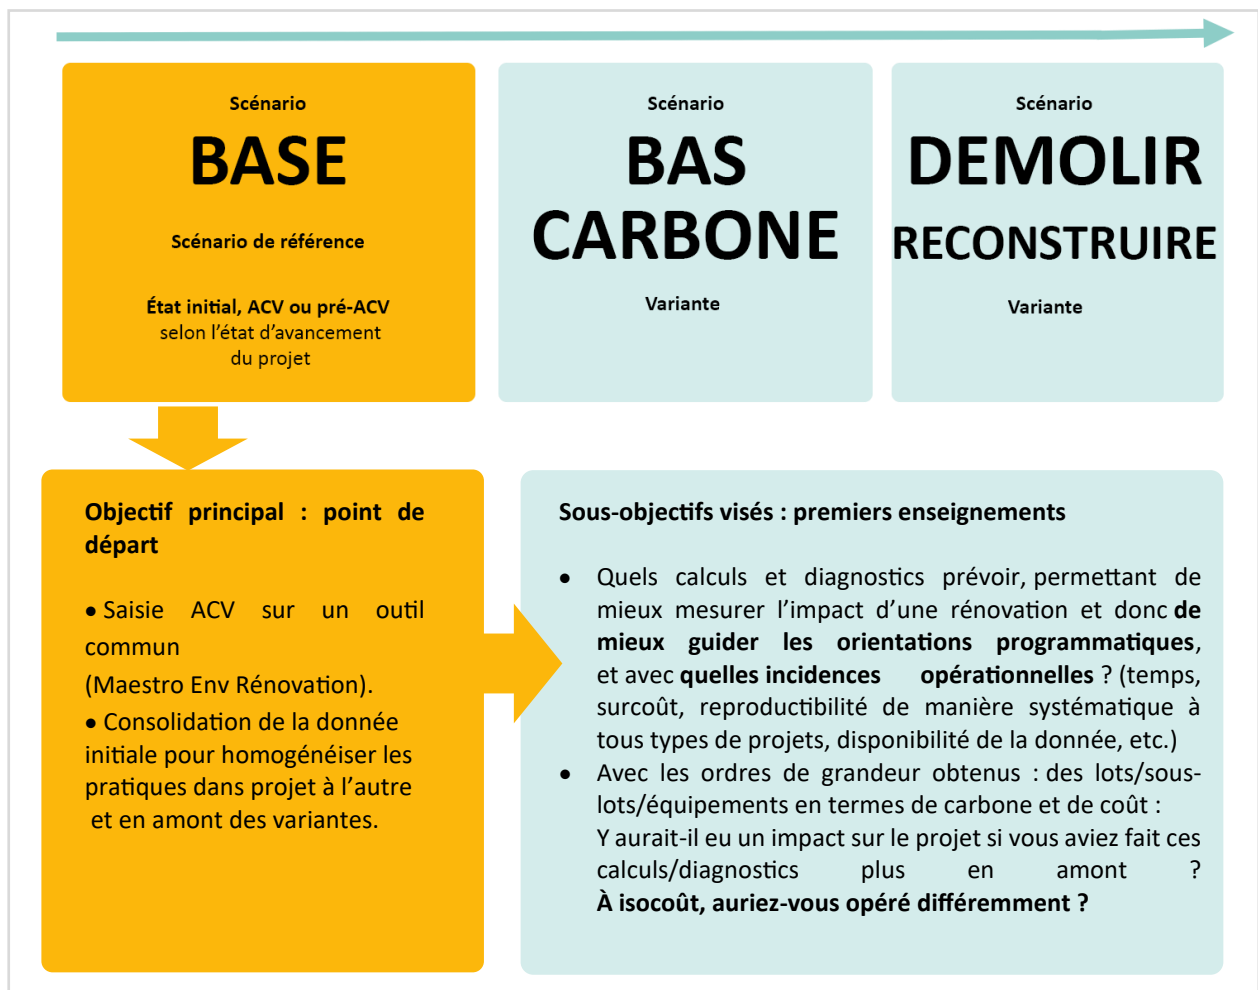 Scénario
BASE
Scénario de référence
État initial, ACV ou pré-ACV
selon l’état d’avancement
du projet
Scénario
BAS
CARBONE
Variante
Scénario
DEMOLIR
RECONSTRUIRE
Variante
Objectif principal : point de
départ
• Saisie ACV sur un outil
commun
(Maestro Env Rénovation).
• Consolidation de la donnée
initiale pour homogénéiser les
pratiques dans projet à l’autre
et en amont des variantes.
Sous-objectifs visés : premiers enseignements
• Quels calculs et diagnostics prévoir, permettant de
mieux mesurer l’impact d’une rénovation et donc de
mieux guider les orientations programmatiques,
et avec quelles incidences opérationnelles ? (temps,
surcoût, reproductibilité de manière systématique à
tous types de projets, disponibilité de la donnée, etc.)
• Avec les ordres de grandeur obtenus : des lots/sous-
lots/équipements en termes de carbone et de coût :
Y aurait-il eu un impact sur le projet si vous aviez fait ces
calculs/diagnostics plus en amont ?
À isocoût, auriez-vous opéré différemment ?